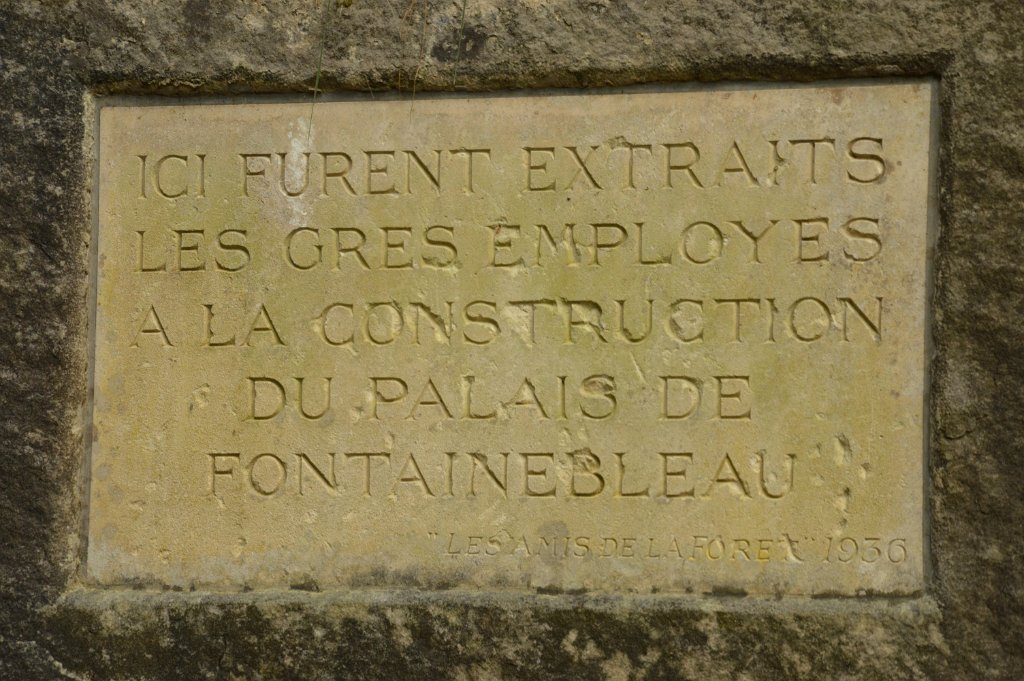 ICI FURENT EXTRAITS
LES GRES EMPLOYES
A LA CONSTRUCTION
DU PALAIS DE
FONTAINEBLEAU
"LES AMIS DE LA FORET" 1936